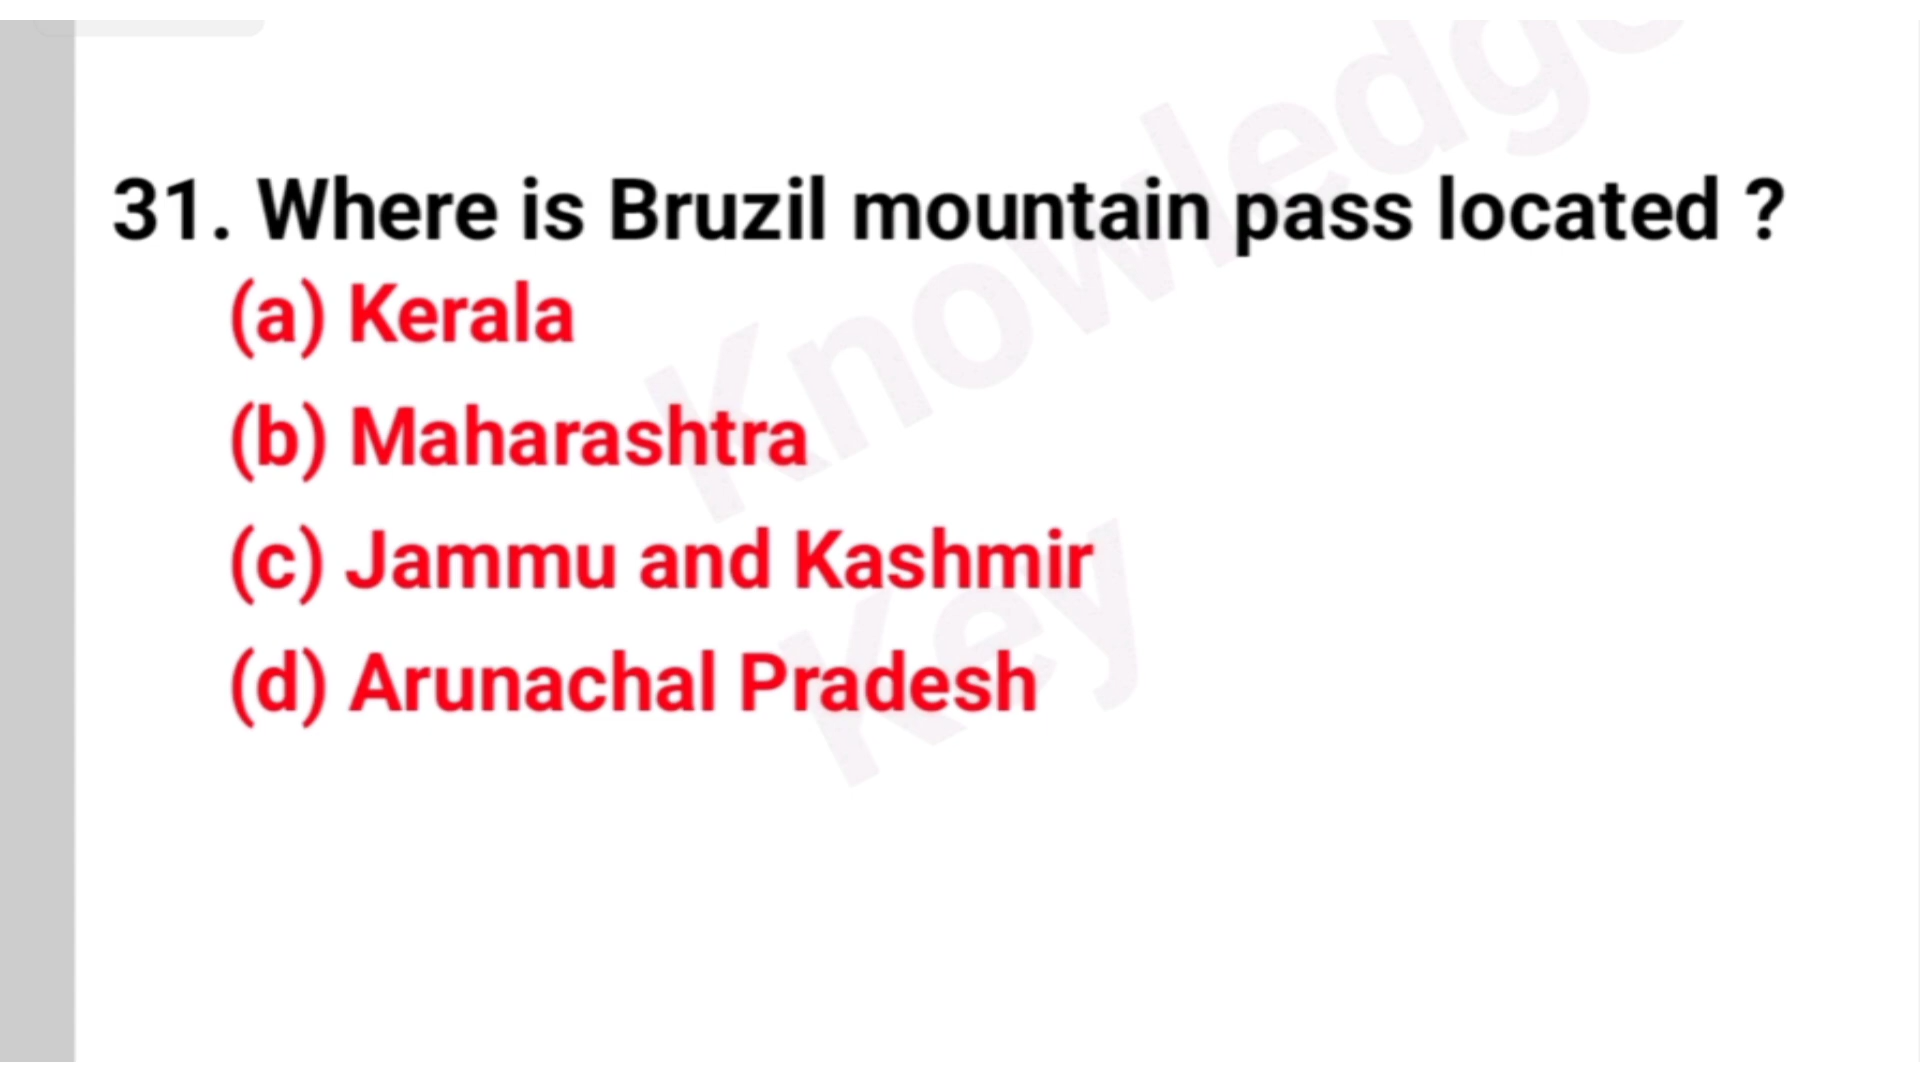 31. Where is Bruzil mountain pass located ?
(a) Kerala
(b) Maharashtra
(c) Jammu and Kashmir
(d) Arunachal Pradesh
Knowledge
Key